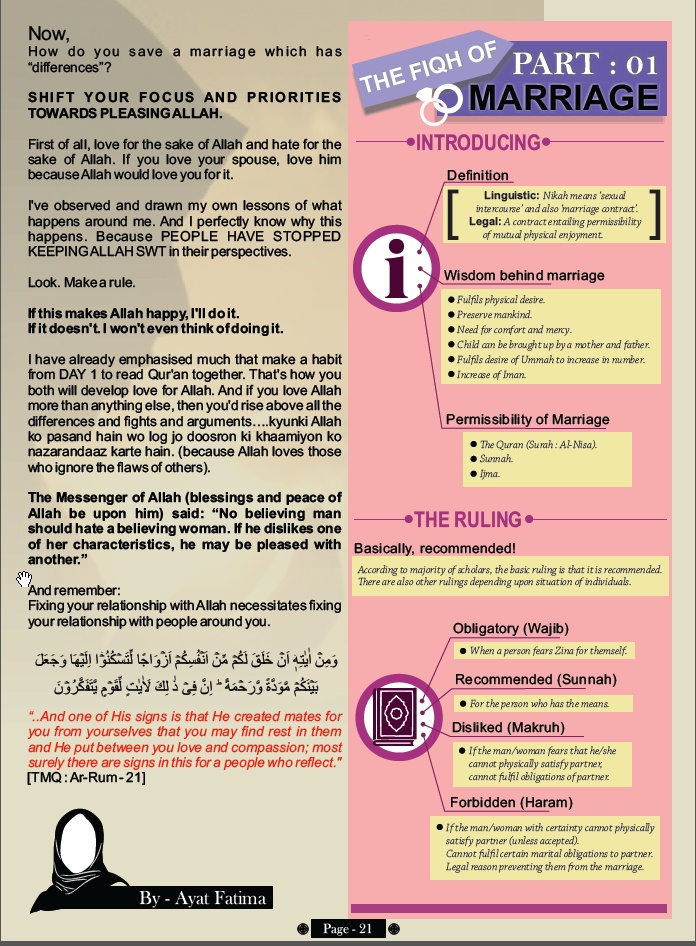 Now,
How do you save a marriage which has
“differences”?
SHIFT YOUR FOCUS AND PRIORITIES
TOWARDS PLEASING ALLAH.
First of all, love for the sake of Allah and hate for the
sake of Allah. If you love your spouse, love him
because Allah would love you for it.
I've observed and drawn my own lessons of what
happens around me. And I perfectly know why this
happens. Because PEOPLE HAVE STOPPED
KEEPING ALLAH SWT in their perspectives.
Look. Make a rule.
If this makes Allah happy, I'll do it.
If it doesn't. I won't even think of doing it.
I have already emphasised much that make a habit
from DAY 1 to read Qur'an together. That's how you
both will develop love for Allah. And if you love Allah
more than anything else, then you'd rise above all the
differences and fights and arguments....kyunki Allah
ko pasand hain wo log jo doosron ki khaamiyon ko
nazarandaaz karte hain. (because Allah loves those
who ignore the flaws of others).
The Messenger of Allah (blessings and peace of
Allah be upon him) said: “No believing man
should hate a believing woman. If he dislikes one
of her characteristics, he may be pleased with
another.”
And remember:
Fixing your relationship with Allah necessitates fixing
your relationship with people around you.
وَمِنْ اٰيٰتِهٖٓ اَنْ خَلَقَ لَكُمْ مِّنْ اَنْفُسِكُمْ اَزْوَاجًا لِّتَسْكُنُوْٓا اِلَيْهَا وَجَعَلَ
بَيْنَكُمْ مَّوَدَّةً وَّرَحْمَةً ؕ اِنَّ فِيْ ذٰلِكَ لَاٰيٰتٍ لِّقَوْمٍ يَّتَفَكَّرُوْنَ
“..And one of His signs is that He created mates for
you from yourselves that you may find rest in them
and He put between you love and compassion; most
surely there are signs in this for a people who reflect."
[TMQ : Ar-Rum - 21]
By - Ayat Fatima
THE FIQH OF
PART : 01
MARRIAGE
INTRODUCING
Definition
Linguistic: Nikah means 'sexual
intercourse' and also 'marriage contract'.
Legal: A contract entailing permissibility
of mutual physical enjoyment.
Wisdom behind marriage
● Fulfils physical desire.
● Preserve mankind.
● Need for comfort and mercy.
● Child can be brought up by a mother and father.
● Fulfils desire of Ummah to increase in number.
● Increase of Iman.
Permissibility of Marriage
● The Quran (Surah : Al-Nisa).
● Sunnah.
● Ijma.
THE RULING
Basically, recommended!
According to majority of scholars, the basic ruling is that it is recommended.
There are also other rulings depending upon situation of individuals.
Obligatory (Wajib)
● When a person fears Zina for themself.
Recommended (Sunnah)
● For the person who has the means.
Disliked (Makruh)
● If the man/woman fears that he/she
cannot physically satisfy partner,
cannot fulfil obligations of partner.
Forbidden (Haram)
● If the man/woman with certainty cannot physically
satisfy partner (unless accepted).
Cannot fulfil certain marital obligations to partner.
Legal reason preventing them from the marriage.
Page - 21